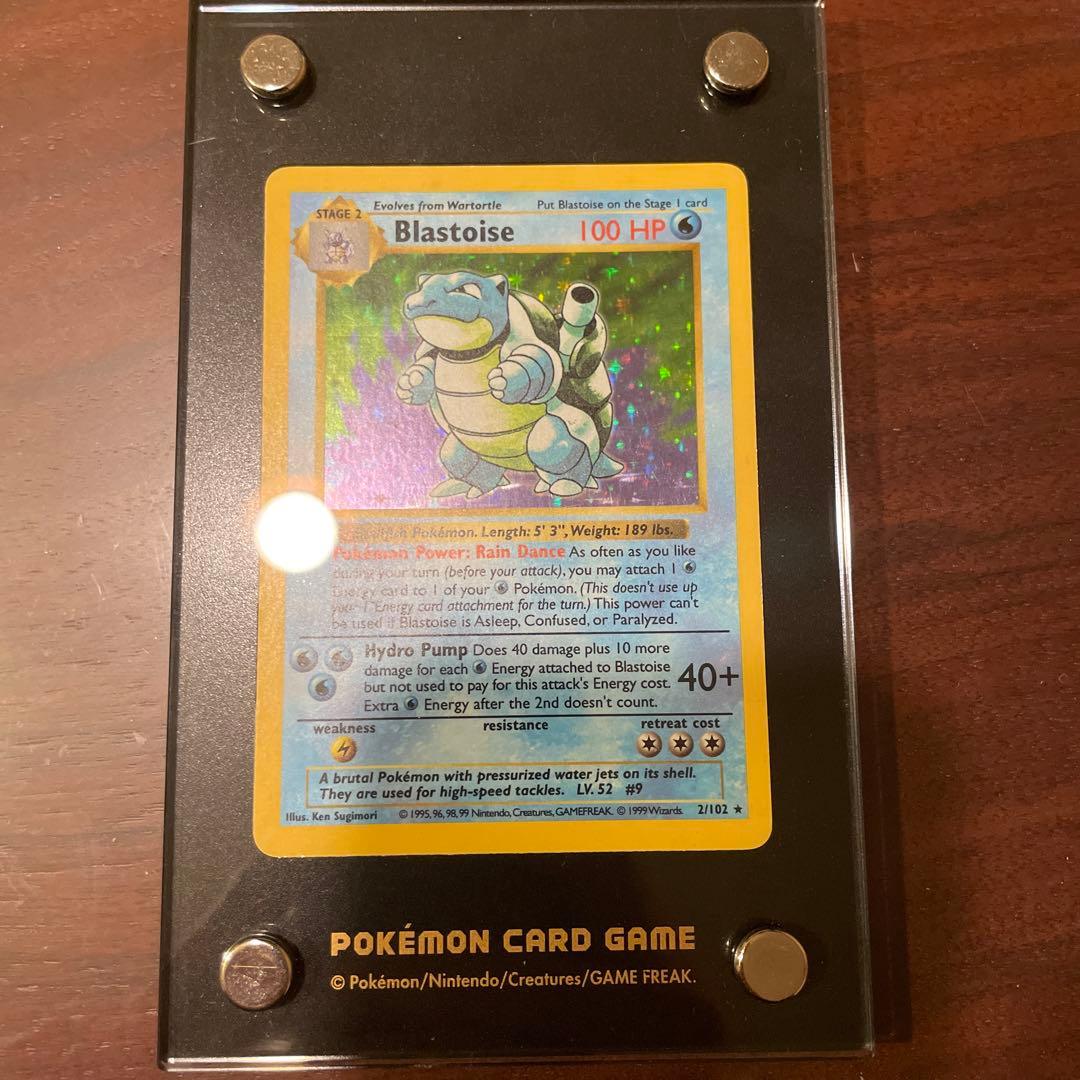 Evolves from Wartortle Put Blastoise on the Stage 1 card
STAGE 2
Blastoise 100 HP
Pokémon. Length: 5' 3", Weight: 189 lbs.
Pokémon Power: Rain Dance As often as you like
during your turn (before your attack), you may attach 1
Energy card to 1 of your Pokémon. (This doesn't use up
your 1 Energy card attachment for the turn.) This power can't
be used if Blastoise is Asleep, Confused, or Paralyzed.
Hydro Pump Does 40 damage plus 10 more
damage for each Energy attached to Blastoise
but not used to pay for this attack's Energy cost. 40+
Extra Energy after the 2nd doesn't count.
weakness resistance retreat cost
A brutal Pokémon with pressurized water jets on its shell.
They are used for high-speed tackles. LV. 52 #9
Illus. Ken Sugimori © 1995, 96, 98, 99 Nintendo, Creatures, GAMEFREAK. © 1999 Wizards. 2/102 ★
POKÉMON CARD GAME
© Pokémon/Nintendo/Creatures/GAME FREAK.